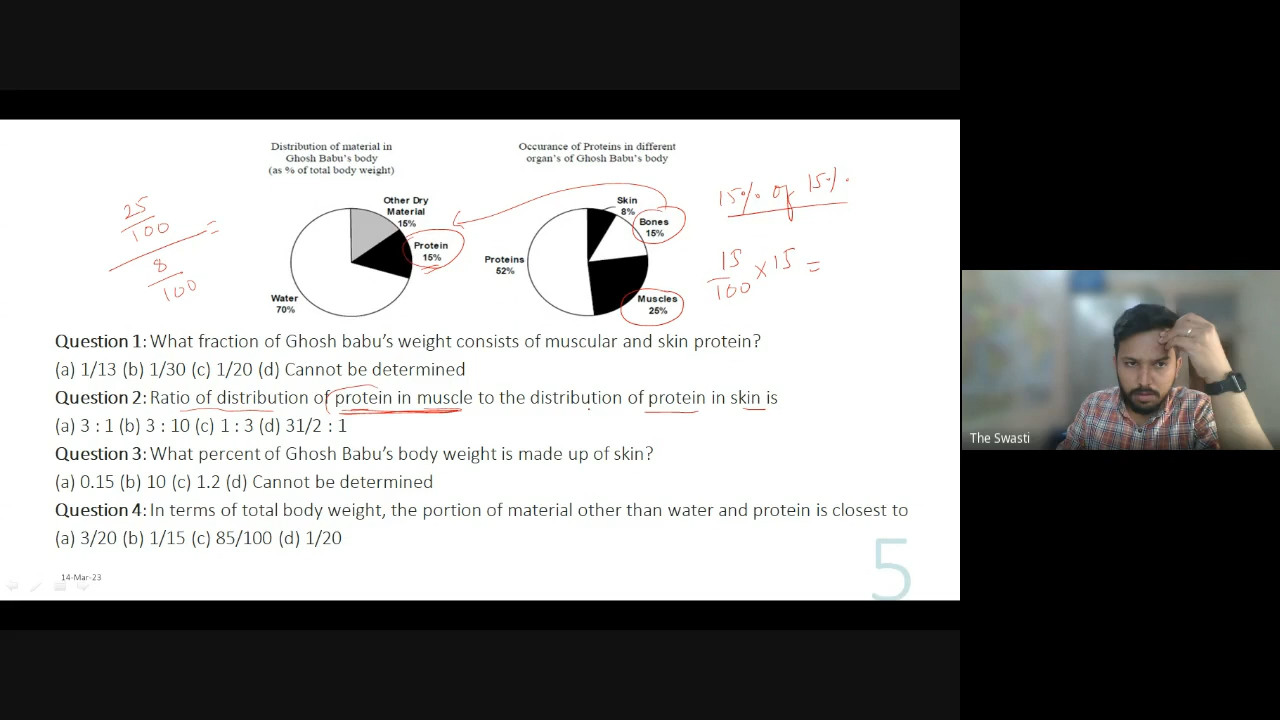 Distribution of material in
Ghosh Babu's body
(as % of total body weight)
Other Dry
Material
15%
Protein
15%
Water
70%
Occurance of Proteins in different
organ's of Ghosh Babu's body
Skin
8%
Bones
15%
Proteins
52%
Muscles
25%
25
100
8
100
=
15% of 15%.
15
100
×15 =
Question 1: What fraction of Ghosh babu's weight consists of muscular and skin protein?
(a) 1/13 (b) 1/30 (c) 1/20 (d) Cannot be determined
Question 2: Ratio of distribution of protein in muscle to the distribution of protein in skin is
(a) 3 : 1 (b) 3 : 10 (c) 1 : 3 (d) 31/2 : 1
Question 3: What percent of Ghosh Babu's body weight is made up of skin?
(a) 0.15 (b) 10 (c) 1.2 (d) Cannot be determined
Question 4: In terms of total body weight, the portion of material other than water and protein is closest to
(a) 3/20 (b) 1/15 (c) 85/100 (d) 1/20
14-Mar-23
5
The Swasti